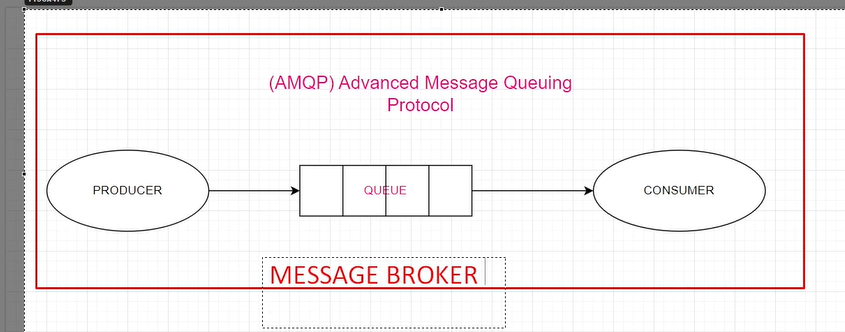 (AMQP) Advanced Message Queuing
Protocol
PRODUCER
QUEUE
CONSUMER
MESSAGE BROKER